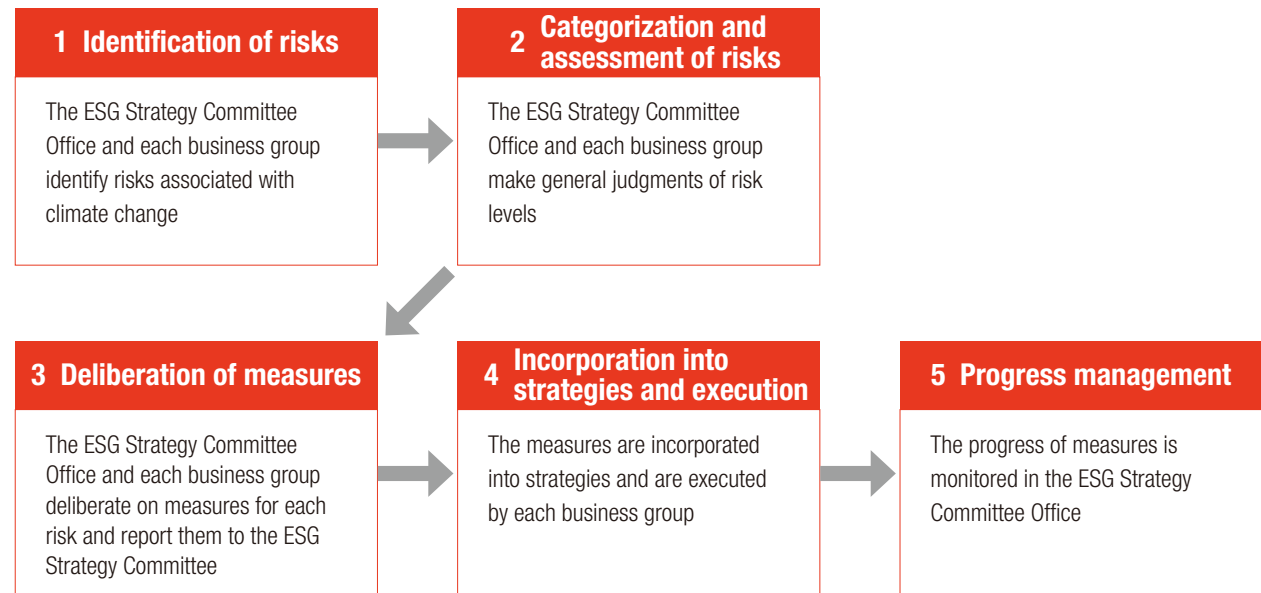 1 Identification of risks
The ESG Strategy Committee
Office and each business group
identify risks associated with
climate change
2 Categorization and
assessment of risks
The ESG Strategy Committee
Office and each business group
make general judgments of risk
levels
3 Deliberation of measures
The ESG Strategy Committee
Office and each business group
deliberate on measures for each
risk and report them to the ESG
Strategy Committee
4 Incorporation into
strategies and execution
The measures are incorporated
into strategies and are executed
by each business group
5 Progress management
The progress of measures is
monitored in the ESG Strategy
Committee Office